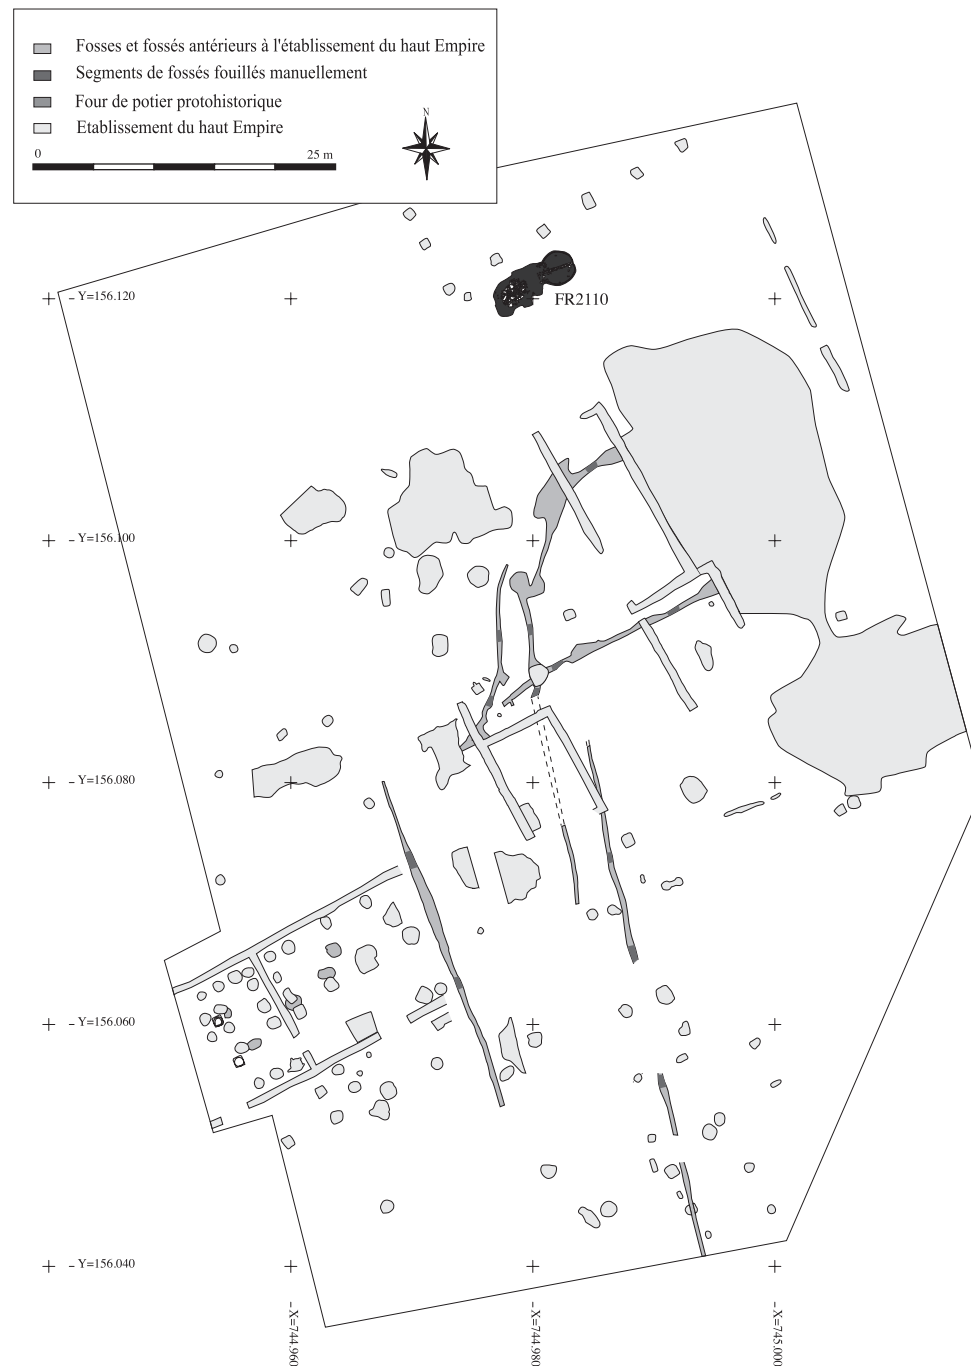 Fosses et fossés antérieurs à l'établissement du haut Empire
Segments de fossés fouillés manuellement
Four de potier protohistorique
Etablissement du haut Empire
0 25 m
N
Y=156.120
FR2110
Y=156.100
Y=156.080
Y=156.060
Y=156.040
X=744.960
X=744.980
X=745.000